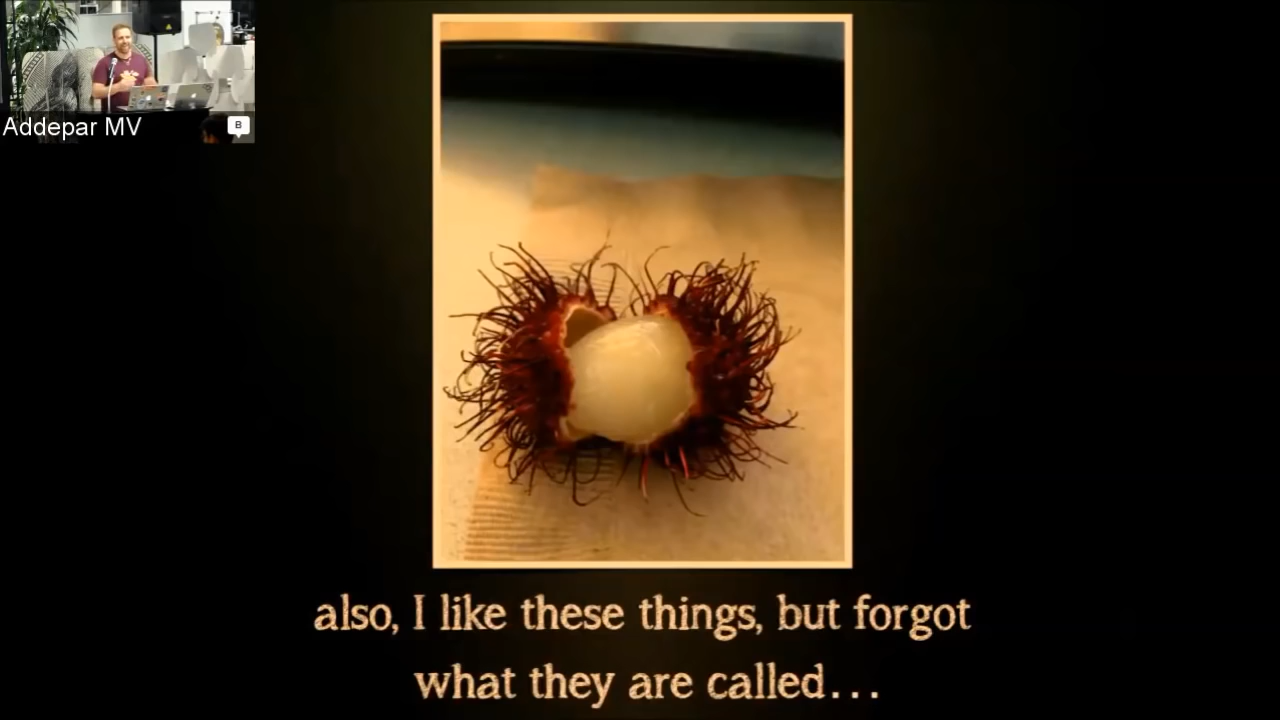 Addepar MV
B
also, I like these things, but forgot
what they are called...